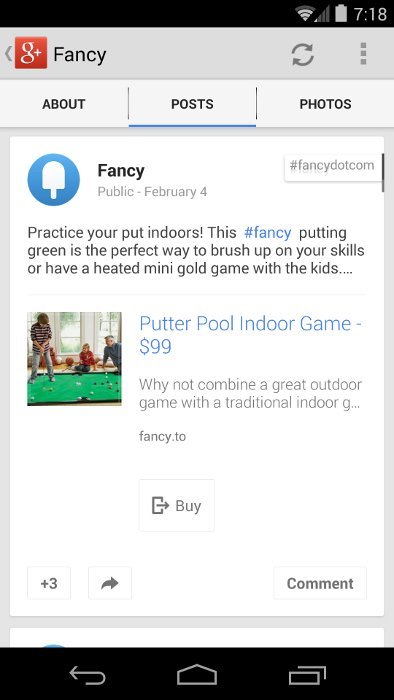 7:18
g+ Fancy
ABOUT POSTS PHOTOS
Fancy
#fancydotcom
Public - February 4
Practice your put indoors! This #fancy putting
green is the perfect way to brush up on your skills
or have a heated mini gold game with the kids....
Putter Pool Indoor Game -
$99
Why not combine a great outdoor
game with a traditional indoor g...
fancy.to
Buy
+3
Comment